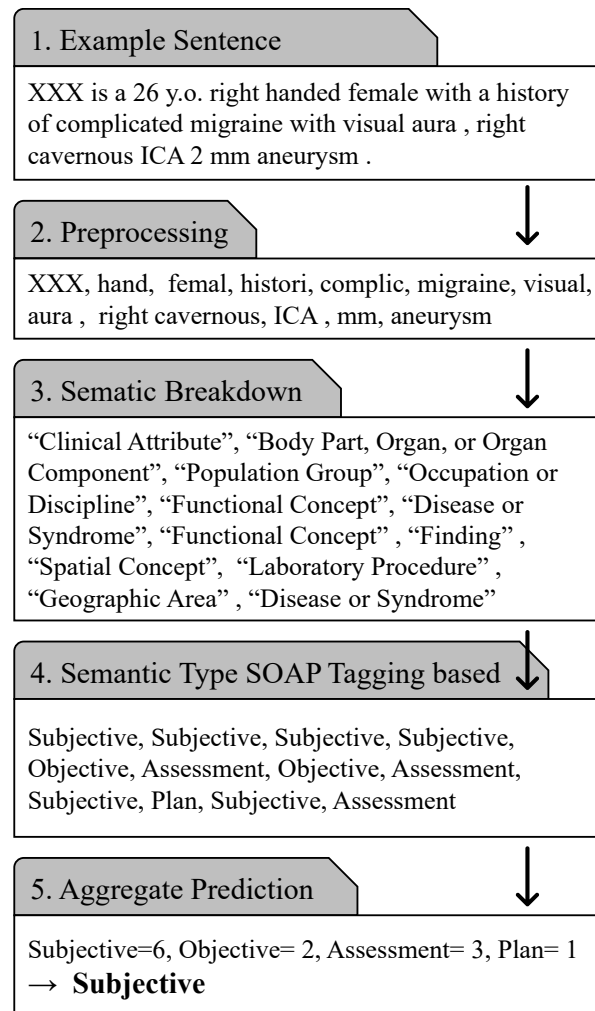 1. Example Sentence
XXX is a 26 y.o. right handed female with a history
of complicated migraine with visual aura , right
cavernous ICA 2 mm aneurysm .
2. Preprocessing
XXX, hand, femal, histori, complic, migraine, visual,
aura , right cavernous, ICA , mm, aneurysm
3. Sematic Breakdown
“Clinical Attribute”, “Body Part, Organ, or Organ
Component”, “Population Group”, “Occupation or
Discipline”, “Functional Concept”, “Disease or
Syndrome”, “Functional Concept” , “Finding” ,
“Spatial Concept”, “Laboratory Procedure” ,
“Geographic Area” , “Disease or Syndrome”
4. Semantic Type SOAP Tagging based
Subjective, Subjective, Subjective, Subjective,
Objective, Assessment, Objective, Assessment,
Subjective, Plan, Subjective, Assessment
5. Aggregate Prediction
Subjective=6, Objective= 2, Assessment= 3, Plan= 1
→ Subjective